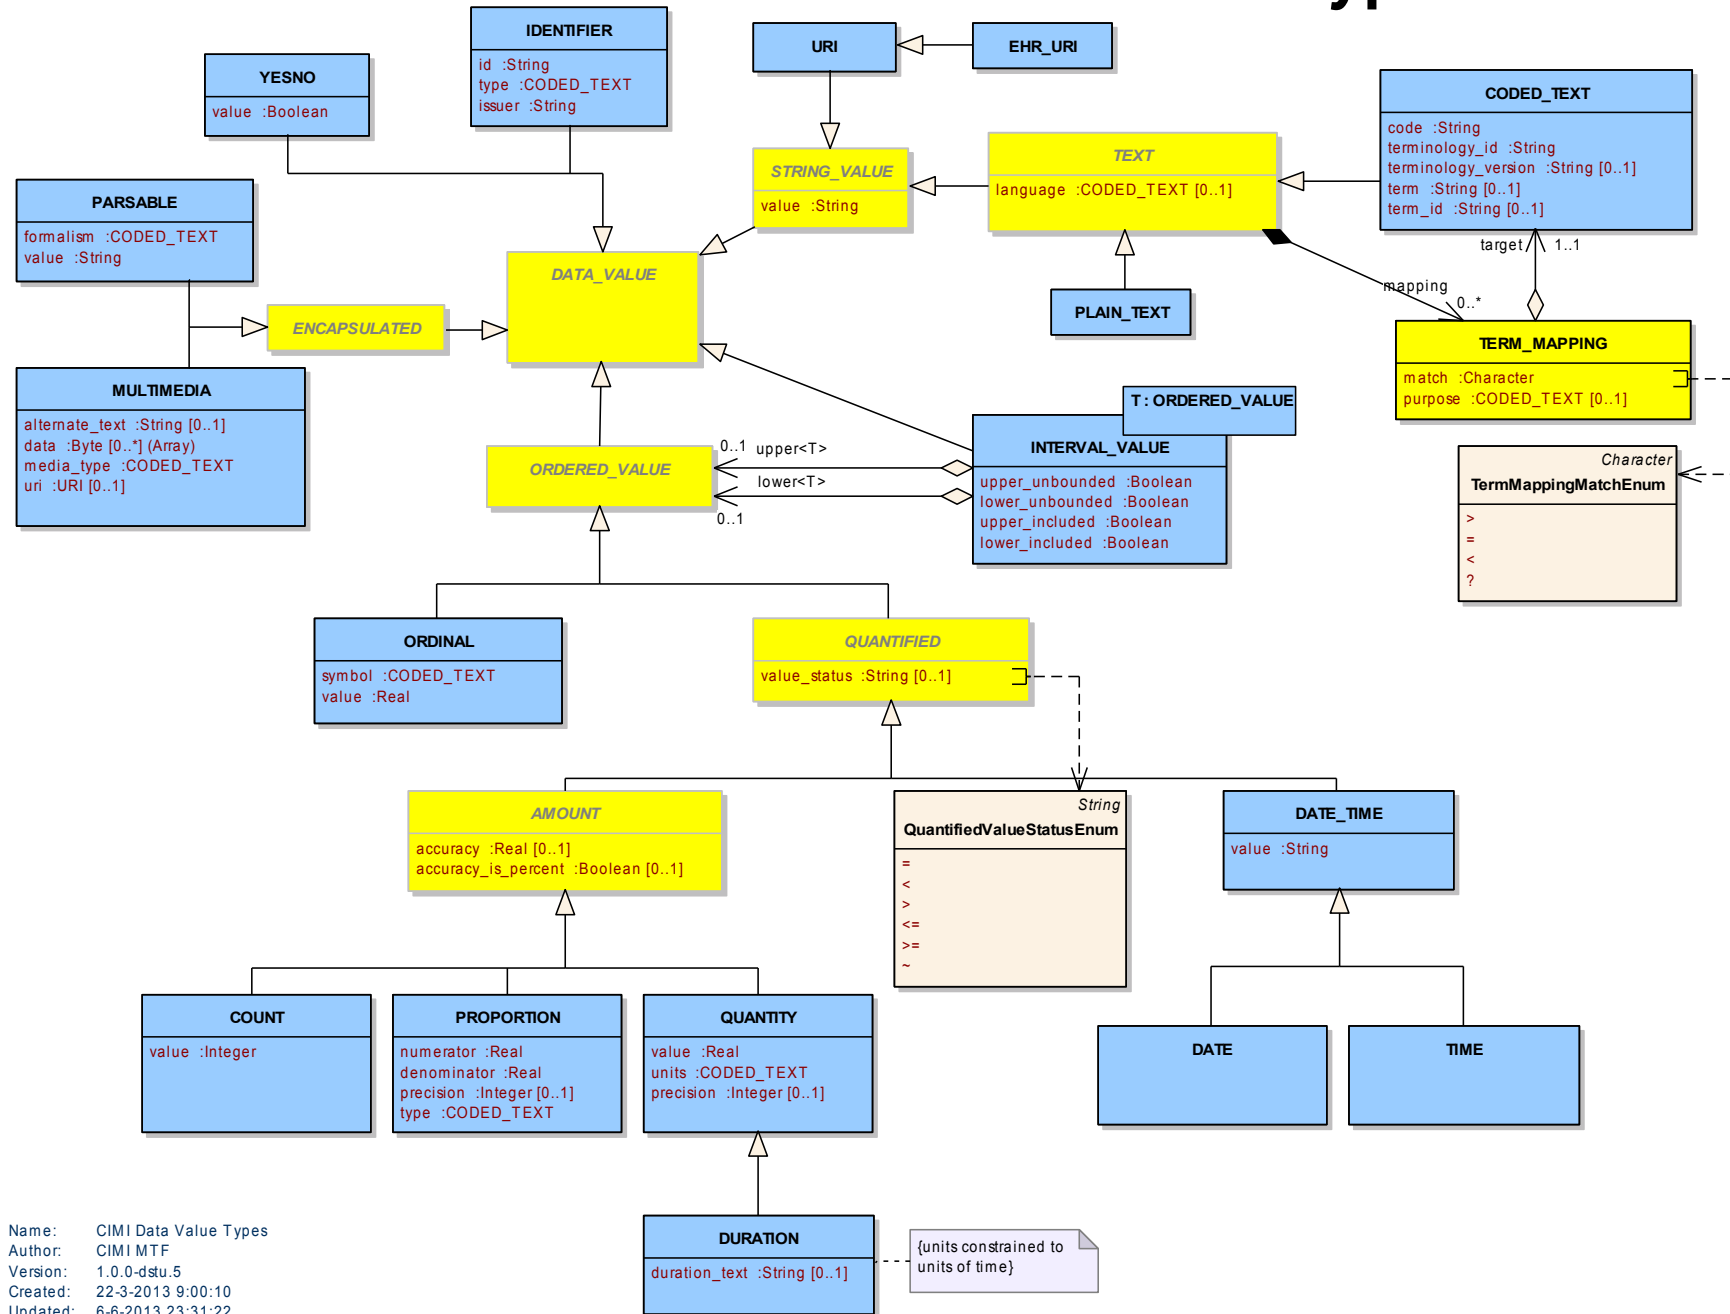 yp
IDENTIFIER
id :String
type :CODED_TEXT
issuer :String
URI
EHR_URI
YESNO
value :Boolean
CODED_TEXT
code :String
terminology_id :String
terminology_version :String [0..1]
term :String [0..1]
term_id :String [0..1]
STRING_VALUE
value :String
TEXT
language :CODED_TEXT [0..1]
PARSABLE
formalism :CODED_TEXT
value :String
target
1..1
DATA_VALUE
mapping
0..*
PLAIN_TEXT
ENCAPSULATED
TERM_MAPPING
match :Character
purpose :CODED_TEXT [0..1]
MULTIMEDIA
alternate_text :String [0..1]
data :Byte [0..*] (Array)
media_type :CODED_TEXT
uri :URI [0..1]
T : ORDERED_VALUE
INTERVAL_VALUE
upper_unbounded :Boolean
lower_unbounded :Boolean
upper_included :Boolean
lower_included :Boolean
0..1
upper<T>
lower<T>
0..1
ORDERED_VALUE
Character
TermMappingMatchEnum
>
=
<
?
ORDINAL
symbol :CODED_TEXT
value :Real
QUANTIFIED
value_status :String [0..1]
AMOUNT
accuracy :Real [0..1]
accuracy_is_percent :Boolean [0..1]
String
QuantifiedValueStatusEnum
=
<
>
<=
>=
~
DATE_TIME
value :String
COUNT
value :Integer
PROPORTION
numerator :Real
denominator :Real
precision :Integer [0..1]
type :CODED_TEXT
QUANTITY
value :Real
units :CODED_TEXT
precision :Integer [0..1]
DATE
TIME
DURATION
duration_text :String [0..1]
{units constrained to
units of time}
Name: CIMI Data Value Types
Author: CIMI MTF
Version: 1.0.0-dstu.5
Created: 22-3-2013 9:00:10
Updated: 6-6-2013 23:31:22